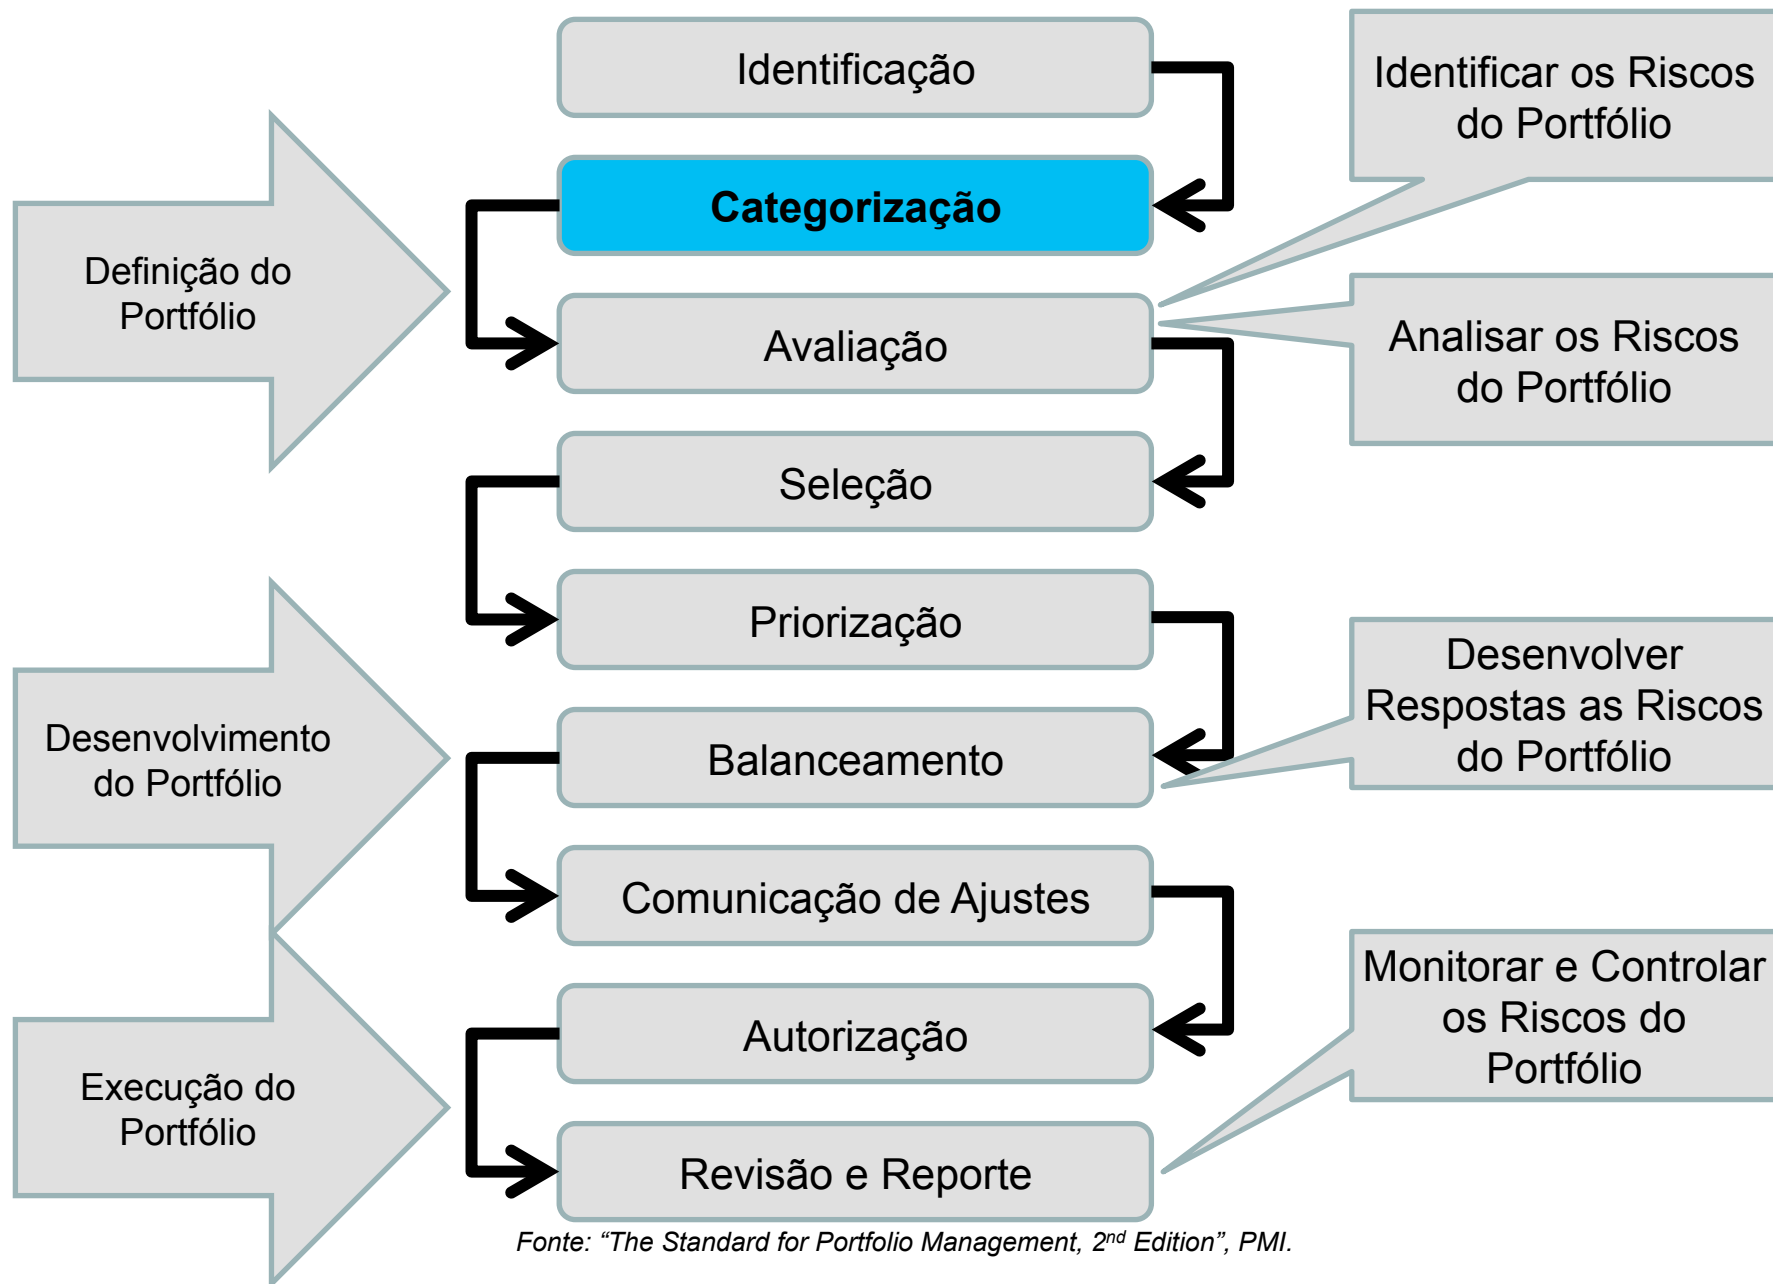 Identificação
Categorização
Avaliação
Seleção
Priorização
Balanceamento
Comunicação de Ajustes
Autorização
Revisão e Reporte
Definição do
Portfólio
Desenvolvimento
do Portfólio
Execução do
Portfólio
Identificar os Riscos
do Portfólio
Analisar os Riscos
do Portfólio
Desenvolver
Respostas as Riscos
do Portfólio
Monitorar e Controlar
os Riscos do
Portfólio
Fonte: “The Standard for Portfolio Management, 2nd Edition”, PMI.